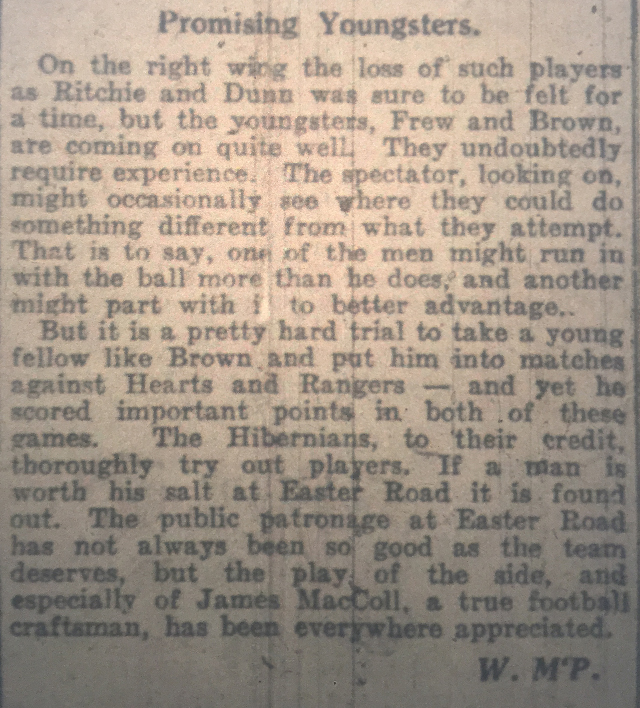 Promising Youngsters.
On the right wing the loss of such players
as Ritchie and Dunn was sure to be felt for
a time, but the youngsters, Frew and Brown,
are coming on quite well. They undoubtedly
require experience. The spectator, looking on,
might occasionally see where they could do
something different from what they attempt.
That is to say, one of the men might run in
with the ball more than he does, and another
might part with i to better advantage..
But it is a pretty hard trial to take a young
fellow like Brown and put him into matches
against Hearts and Rangers — and yet he
scored important points in both of these
games. The Hibernians, to their credit,
thoroughly try out players. If a man is
worth his salt at Easter Road it is found
out. The public patronage at Easter Road
has not always been so good as the team
deserves, but the play of the side, and
especially of James MacColl, a true football
craftsman, has been everywhere appreciated.
W. M'P.